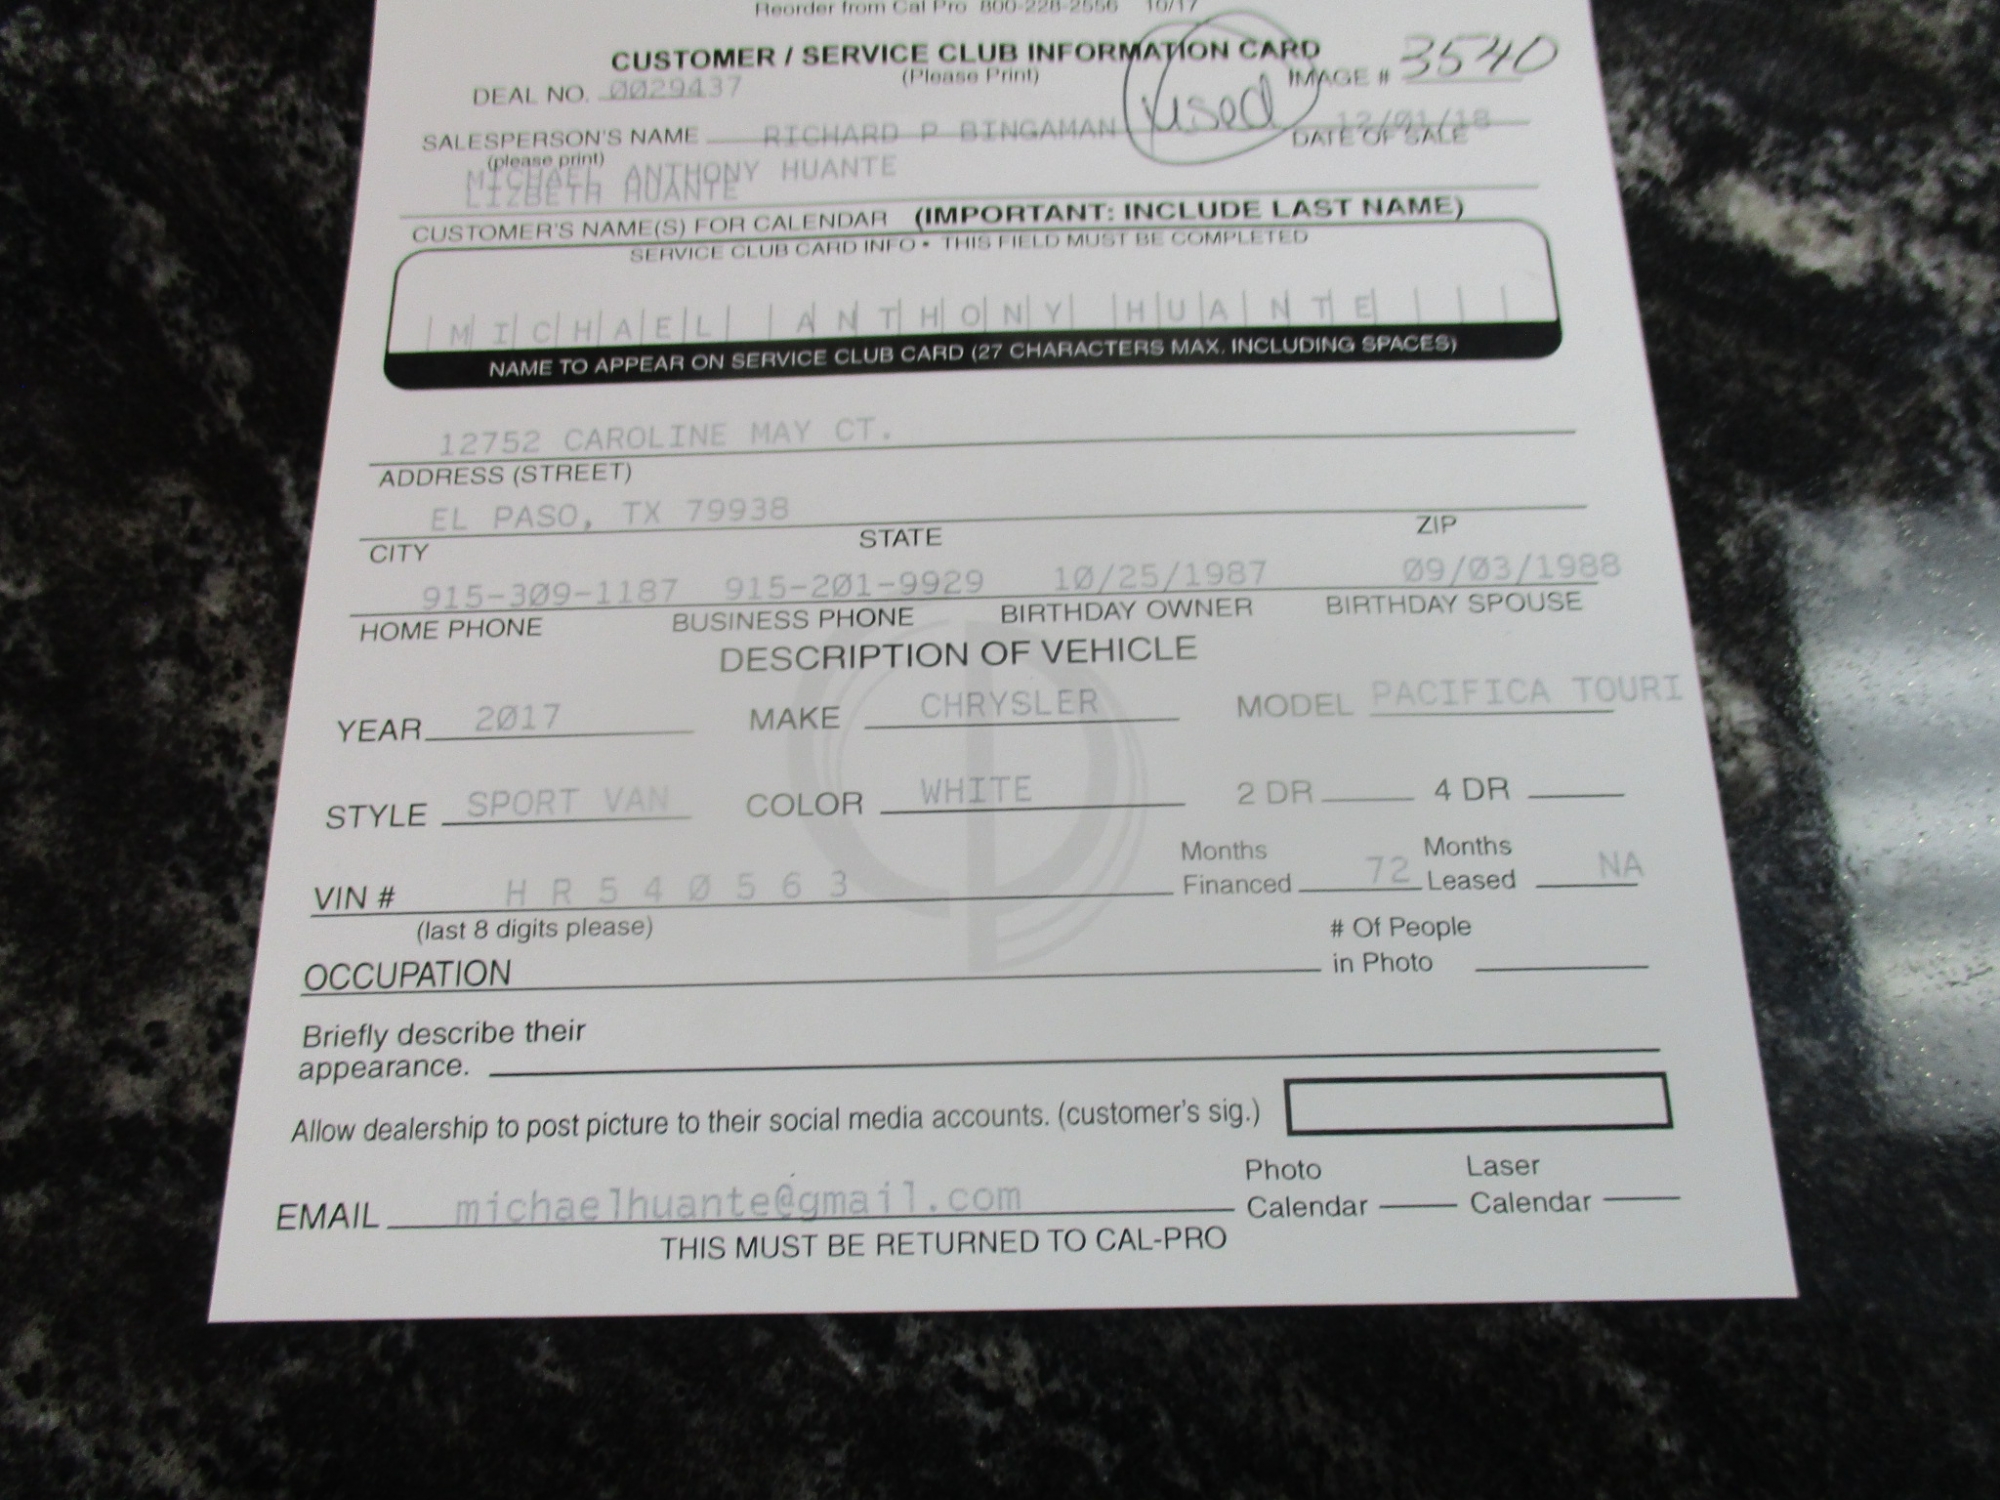 Reorder from Cal Pro 800-228-2556 10/17
CUSTOMER / SERVICE CLUB INFORMATION CARD
(Please Print)
DEAL NO. 0029437
IMAGE # 3540
SALESPERSON'S NAME RICHARD P BINGAMAN
(please print)
Used
12/01/18
DATE OF SALE
MICHAEL ANTHONY HUANTE
LIZBETH HUANTE
CUSTOMER'S NAME(S) FOR CALENDAR (IMPORTANT: INCLUDE LAST NAME)
SERVICE CLUB CARD INFO • THIS FIELD MUST BE COMPLETED
MICHAEL ANTHONY HUANTE
NAME TO APPEAR ON SERVICE CLUB CARD (27 CHARACTERS MAX. INCLUDING SPACES)
12752 CAROLINE MAY CT.
ADDRESS (STREET)
EL PASO, TX 79938
CITY STATE ZIP
915-309-1187 915-201-9929 10/25/1987 09/03/1988
HOME PHONE BUSINESS PHONE BIRTHDAY OWNER BIRTHDAY SPOUSE
DESCRIPTION OF VEHICLE
YEAR 2017 MAKE CHRYSLER MODEL PACIFICA TOURI
STYLE SPORT VAN COLOR WHITE 2 DR 4 DR
VIN # HR540563 Months Financed 72 Months Leased NA
(last 8 digits please)
OCCUPATION # Of People in Photo
Briefly describe their
appearance.
Allow dealership to post picture to their social media accounts. (customer's sig.)
EMAIL michaelhuante@gmail.com Photo Calendar Laser Calendar
THIS MUST BE RETURNED TO CAL-PRO